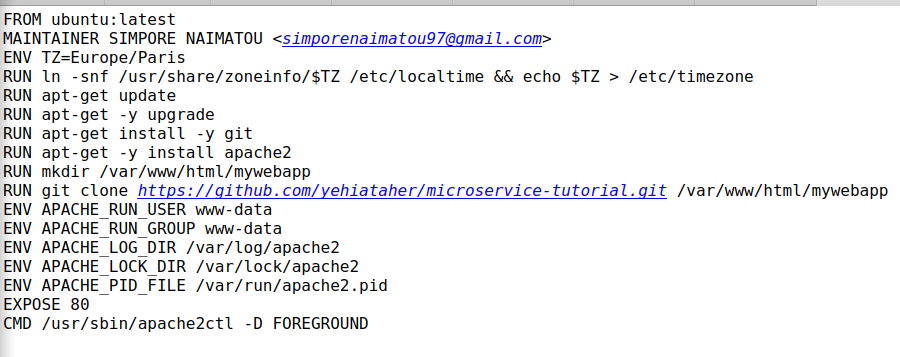 FROM ubuntu:latest
MAINTAINER SIMPORE NAIMATOU <simporenaimatou97@gmail.com>
ENV TZ=Europe/Paris
RUN ln -snf /usr/share/zoneinfo/$TZ /etc/localtime && echo $TZ > /etc/timezone
RUN apt-get update
RUN apt-get -y upgrade
RUN apt-get install -y git
RUN apt-get -y install apache2
RUN mkdir /var/www/html/mywebapp
RUN git clone https://github.com/yehiataher/microservice-tutorial.git /var/www/html/mywebapp
ENV APACHE_RUN_USER www-data
ENV APACHE_RUN_GROUP www-data
ENV APACHE_LOG_DIR /var/log/apache2
ENV APACHE_LOCK_DIR /var/lock/apache2
ENV APACHE_PID_FILE /var/run/apache2.pid
EXPOSE 80
CMD /usr/sbin/apache2ctl -D FOREGROUND